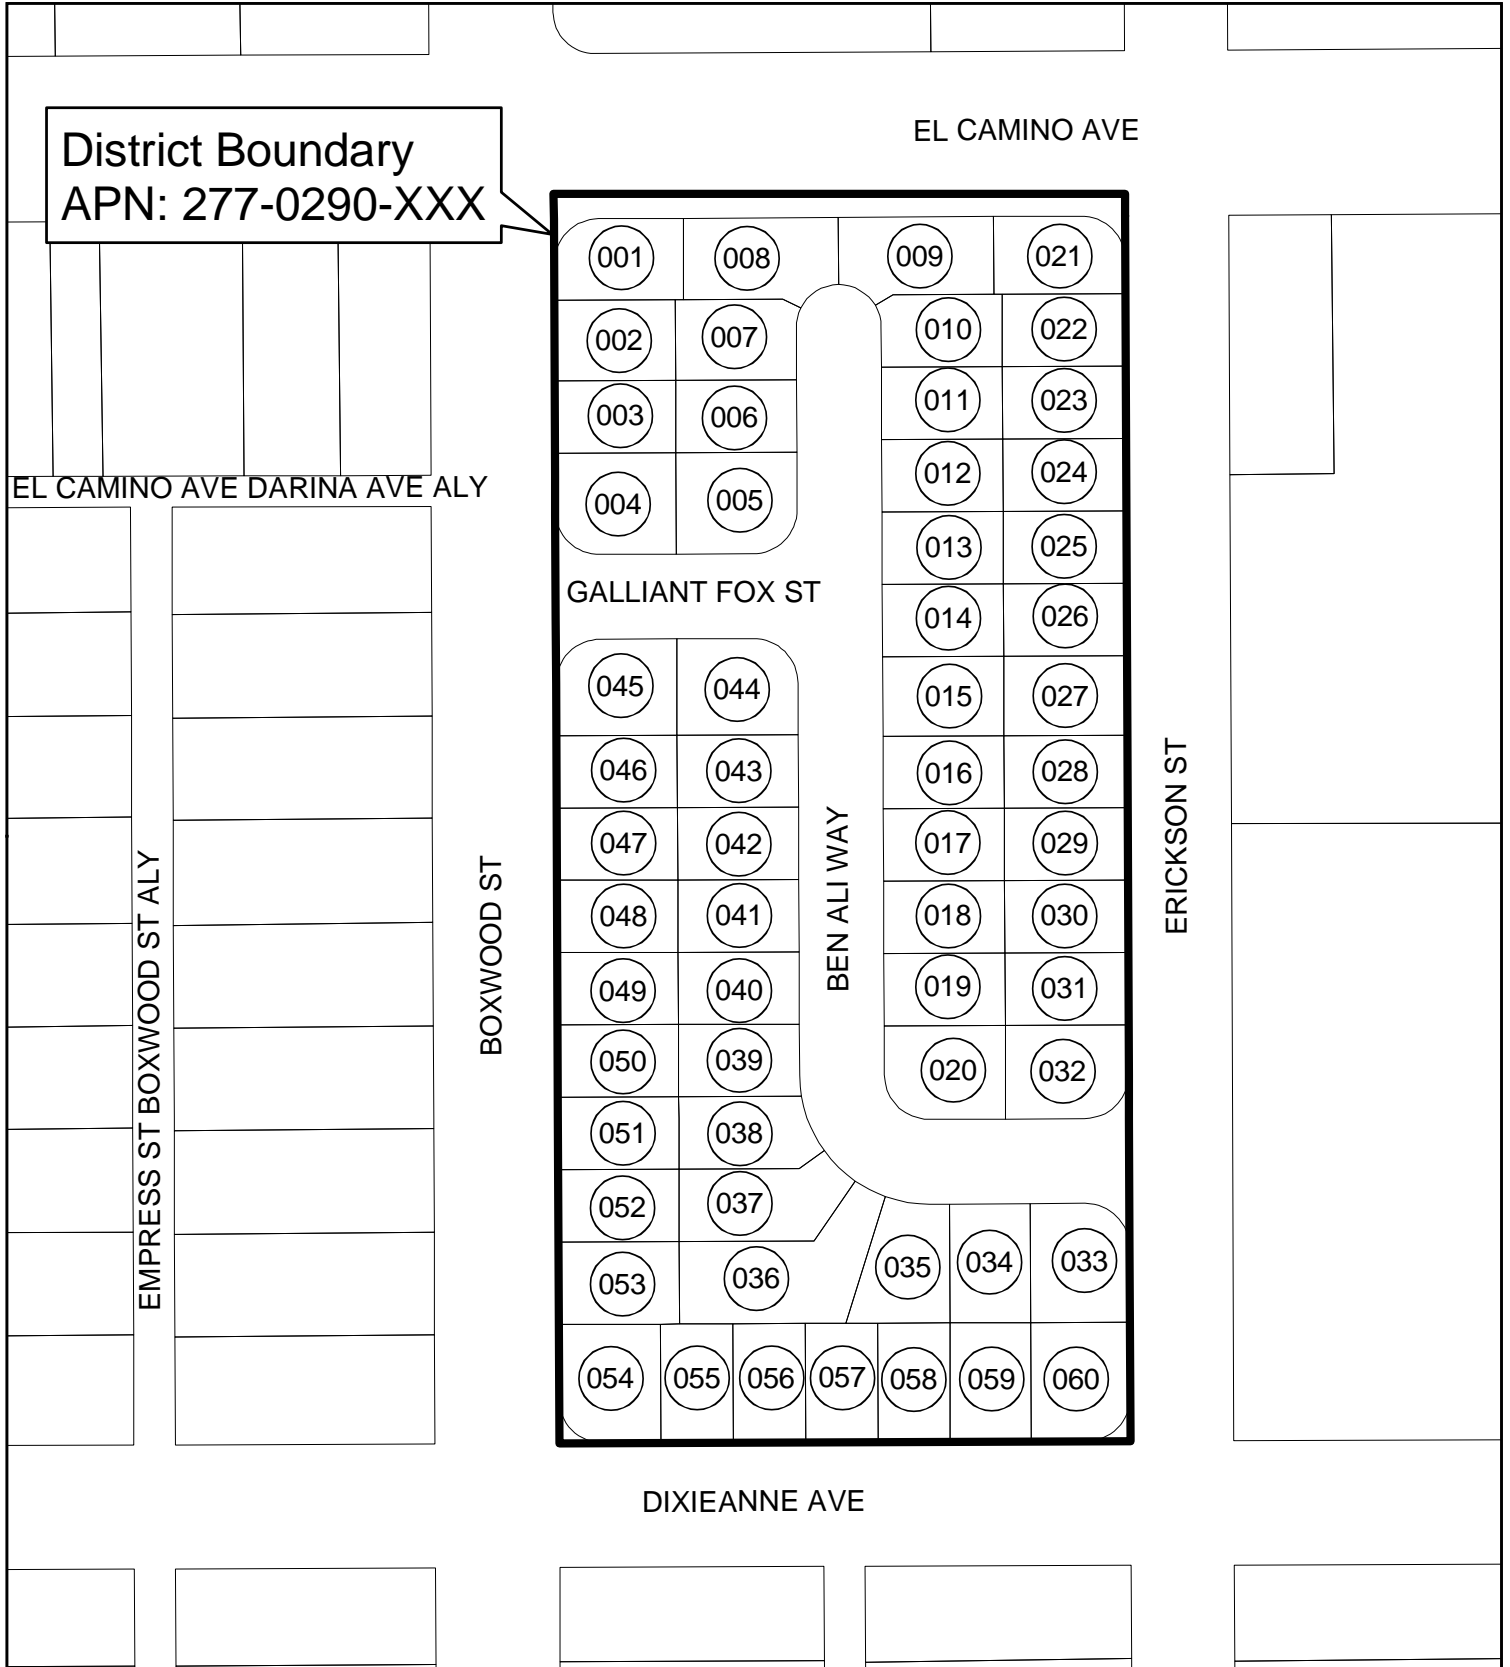 EL CAMINO AVE
District Boundary
APN: 277-0290-XXX
001 008 009 021
002 007 010 022
003 006 011 023
012 024
EL CAMINO AVE DARINA AVE ALY
004 005
013 025
GALLIANT FOX ST
014 026
045 044 015 027
046 043 016 028
047 042 017 029
048 041 018 030
049 040 019 031
050 039 020 032
051 038
052 037
053 036 035 034 033
054 055 056 057 058 059 060
EMPRESS ST BOXWOOD ST ALY
BOXWOOD ST
BEN ALI WAY
ERICKSON ST
DIXIEANNE AVE